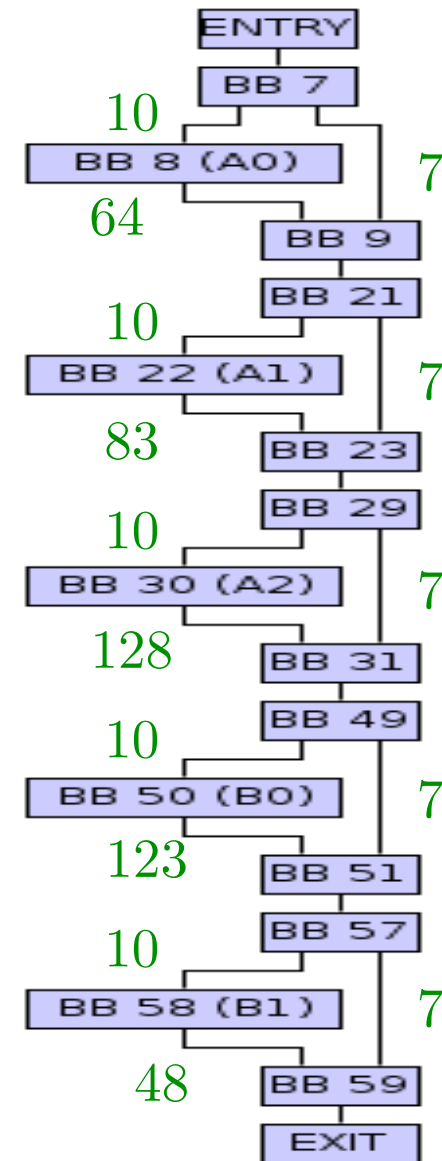 ENTRY
BB 7
10
BB 8 (A0)
7
64
BB 9
BB 21
10
BB 22 (A1)
7
83
BB 23
BB 29
10
BB 30 (A2)
7
128
BB 31
BB 49
10
BB 50 (B0)
7
123
BB 51
BB 57
10
BB 58 (B1)
7
48
BB 59
EXIT